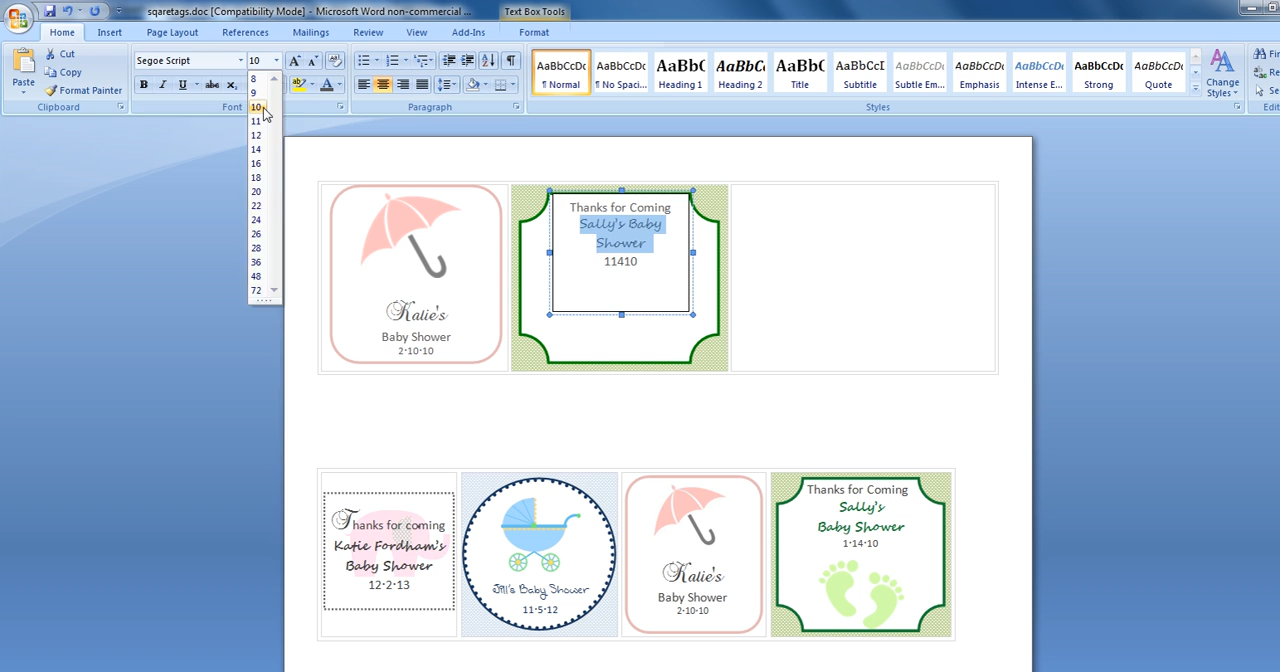 sqaretags.doc [Compatibility Mode] - Microsoft Word non-commercial ...
Text Box Tools
Home
Insert
Page Layout
References
Mailings
Review
View
Add-Ins
Format
Paste
Cut
Copy
Format Painter
Clipboard
Segoe Script
10
Font
Paragraph
AaBbCcDc
¶ Normal
AaBbCcDc
¶ No Spaci...
AaBbC
Heading 1
AaBbCc
Heading 2
AaBbC
Title
AaBbCcI
Subtitle
AaBbCcDc
Subtle Em...
AaBbCcDc
Emphasis
AaBbCcDc
Intense E...
AaBbCcDc
Strong
AaBbCcDc
Quote
Change
Styles
Styles
8
9
10
11
12
14
16
18
20
22
24
26
28
36
48
72
Katie's
Baby Shower
2·10·10
Thanks for Coming
Sally's Baby
Shower
11410
Thanks for coming
Katie Fordham's
Baby Shower
12·2·13
Jill's Baby Shower
11·5·12
Katie's
Baby Shower
2·10·10
Thanks for Coming
Sally's
Baby Shower
1·14·10